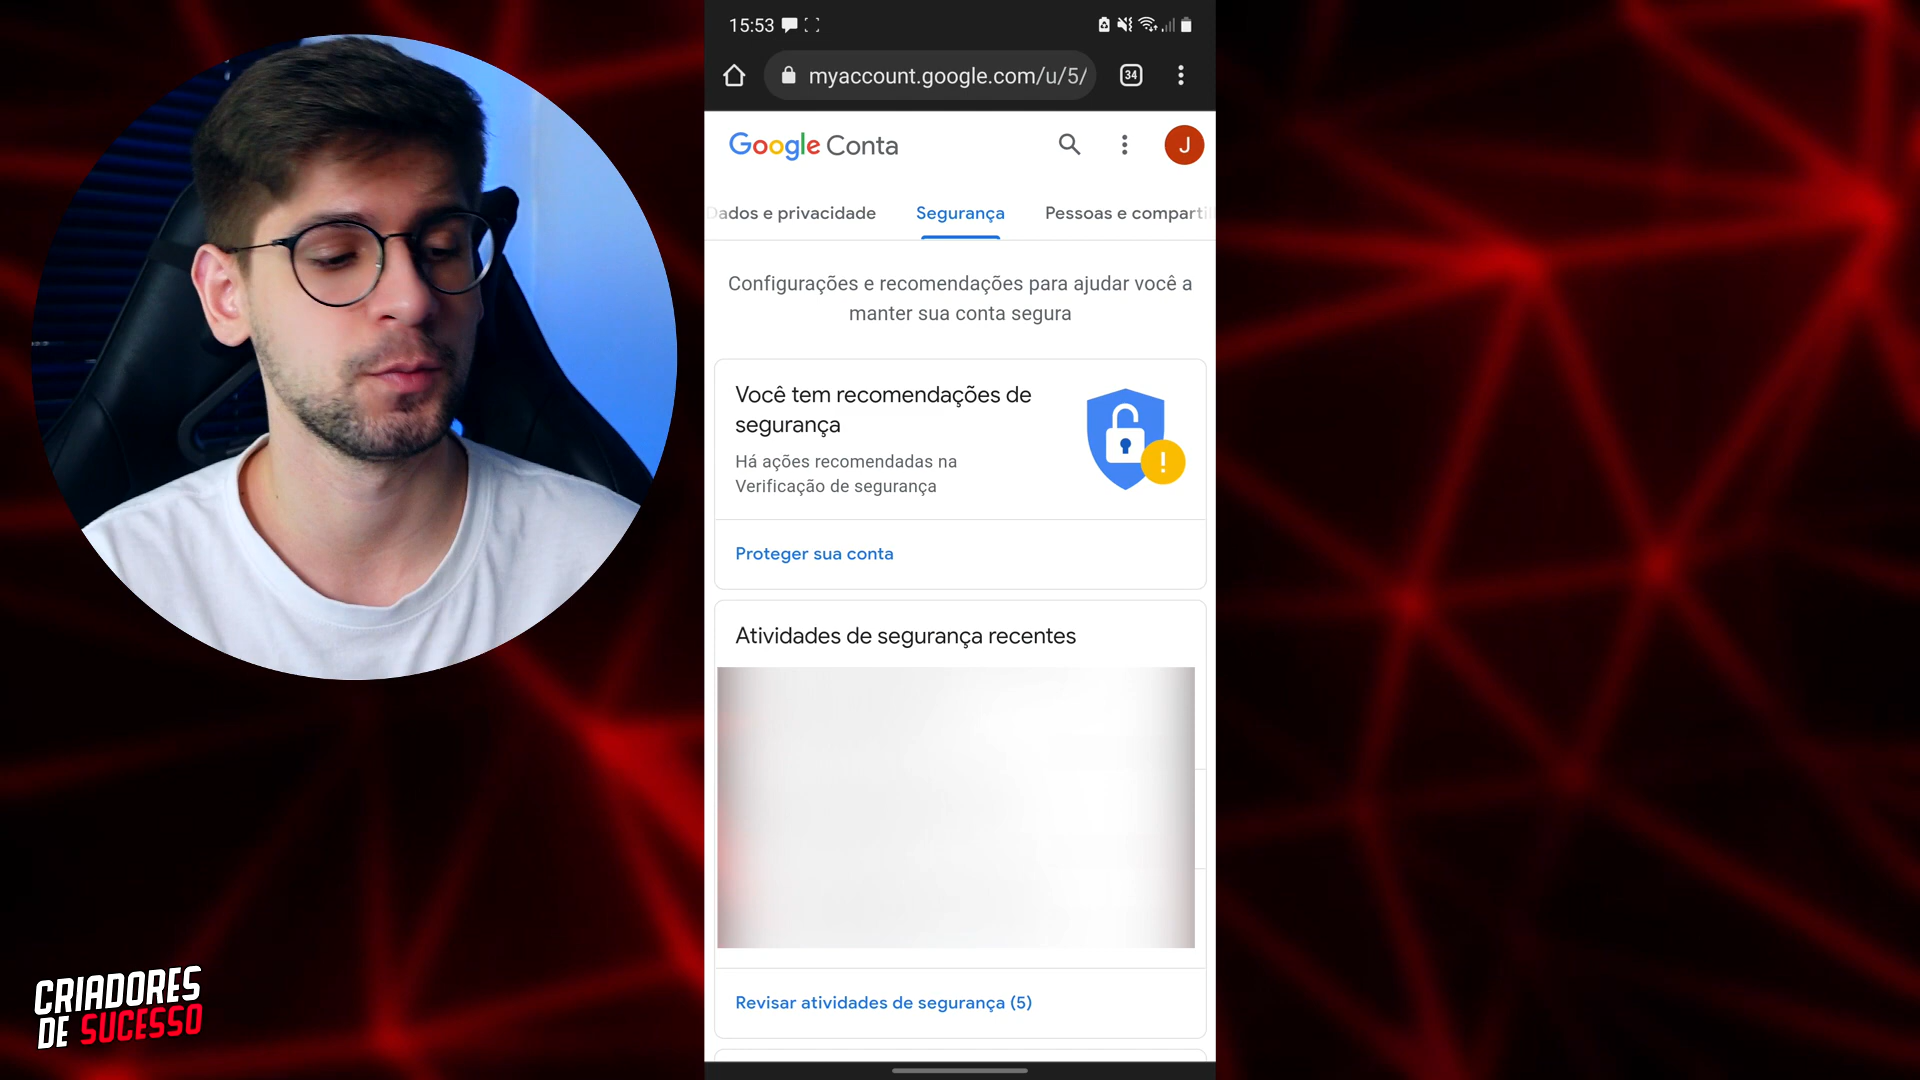 15:53
myaccount.google.com/u/5/
34
Google Conta
J
Dados e privacidade
Segurança
Pessoas e comparti
Configurações e recomendações para ajudar você a
manter sua conta segura
Você tem recomendações de
segurança
Há ações recomendadas na
Verificação de segurança
Proteger sua conta
Atividades de segurança recentes
Revisar atividades de segurança (5)
CRIADORES
DE SUCESSO